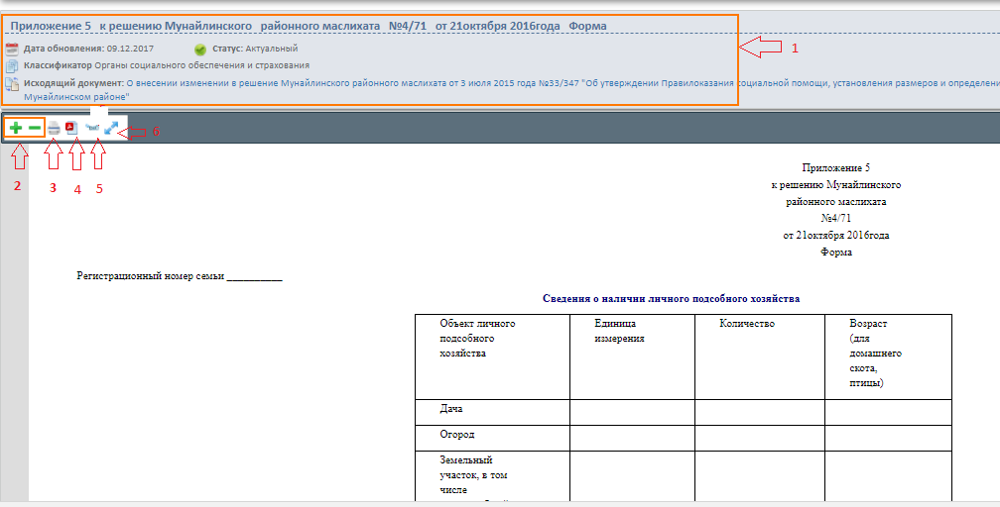 Приложение 5 к решению Мунайлинского районного маслихата №4/71 от 21октября 2016года Форма
Дата обновления: 09.12.2017 Статус: Актуальный
Классификатор Органы социального обеспечения и страхования
Исходящий документ: О внесении изменении в решение Мунайлинского районного маслихата от 3 июля 2015 года №33/347 "Об утверждении Правилоказания социальной помощи, установления размеров и определени
Мунайлинском районе"
1
2
3
4
5
6
Приложение 5
к решению Мунайлинского
районного маслихата
№4/71
от 21октября 2016года
Форма
Регистрационный номер семьи __________
Сведения о наличии личного подсобного хозяйства
Объект личного
подсобного
хозяйства
Единица
измерения
Количество
Возраст
(для
домашнего
скота,
птицы)
Дача
Огород
Земельный
участок, в том
числе